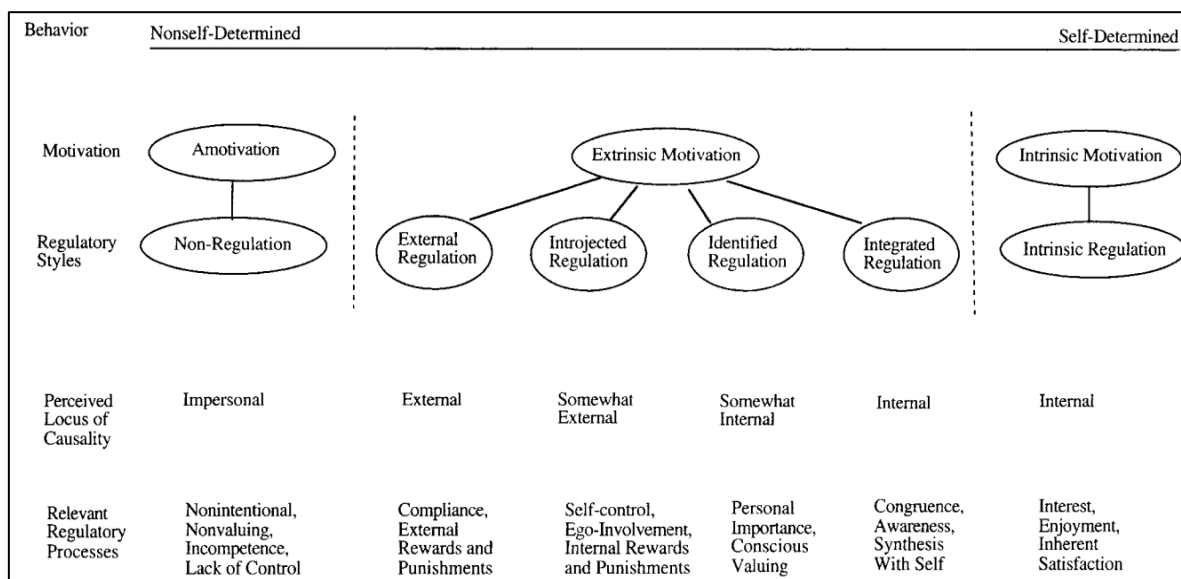 Behavior Nonself-Determined Self-Determined
Motivation Amotivation Extrinsic Motivation Intrinsic Motivation
Regulatory
Styles
Non-Regulation
External
Regulation
Introjected
Regulation
Identified
Regulation
Integrated
Regulation
Intrinsic Regulation
Perceived
Locus of
Causality
Impersonal
External
Somewhat
External
Somewhat
Internal
Internal
Internal
Relevant
Regulatory
Processes
Nonintentional,
Nonvaluing,
Incompetence,
Lack of Control
Compliance,
External
Rewards and
Punishments
Self-control,
Ego-Involvement,
Internal Rewards
and Punishments
Personal
Importance,
Conscious
Valuing
Congruence,
Awareness,
Synthesis
With Self
Interest,
Enjoyment,
Inherent
Satisfaction